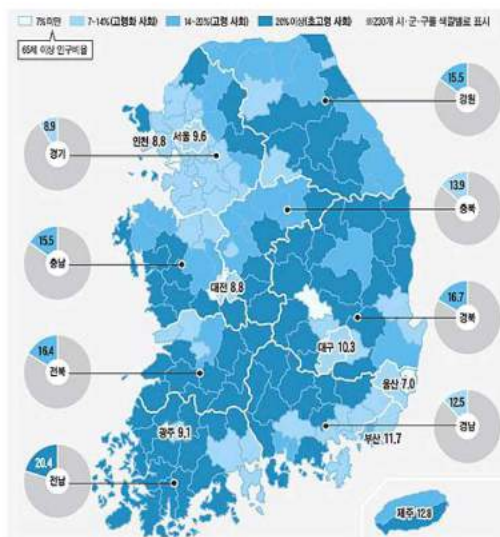 7%미만 7~14%(고령화 사회) 14~20%(고령 사회) 20%이상(초고령 사회) ※230개 시·군·구를 색깔별로 표시
65세 이상 인구비율
15.5
강원
8.9
경기
인천 8.8
서울 9.6
13.9
충북
15.5
충남
대전 8.8
16.7
경북
대구 10.3
16.4
전북
울산 7.0
12.5
경남
광주 9.1
부산 11.7
20.4
전남
제주 12.8